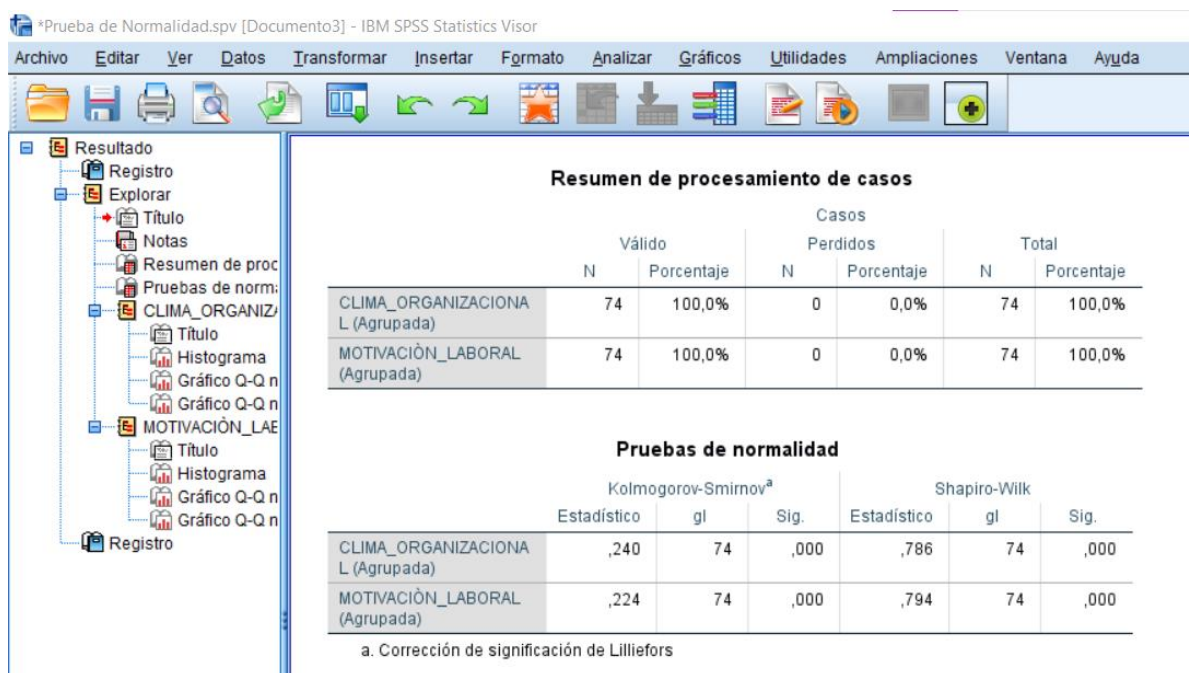 *Prueba de Normalidad.spv [Documento3] - IBM SPSS Statistics Visor
Archivo Editar Ver Datos Transformar Insertar Formato Analizar Gráficos Utilidades Ampliaciones Ventana Ayuda
Resultado
Registro
Explorar
Título
Notas
Resumen de proc
Pruebas de norm
CLIMA_ORGANIZA
Título
Histograma
Gráfico Q-Q n
Gráfico Q-Q n
MOTIVACIÒN_LAB
Título
Histograma
Gráfico Q-Q n
Gráfico Q-Q n
Registro
Resumen de procesamiento de casos
Casos
Válido Perdidos Total
N Porcentaje N Porcentaje N Porcentaje
CLIMA_ORGANIZACIONA 74 100,0% 0 0,0% 74 100,0%
L (Agrupada)
MOTIVACIÒN_LABORAL 74 100,0% 0 0,0% 74 100,0%
(Agrupada)
Pruebas de normalidad
Kolmogorov-Smirnovª Shapiro-Wilk
Estadístico gl Sig. Estadístico gl Sig.
CLIMA_ORGANIZACIONA ,240 74 ,000 ,786 74 ,000
L (Agrupada)
MOTIVACIÒN_LABORAL ,224 74 ,000 ,794 74 ,000
(Agrupada)
a. Corrección de significación de Lilliefors